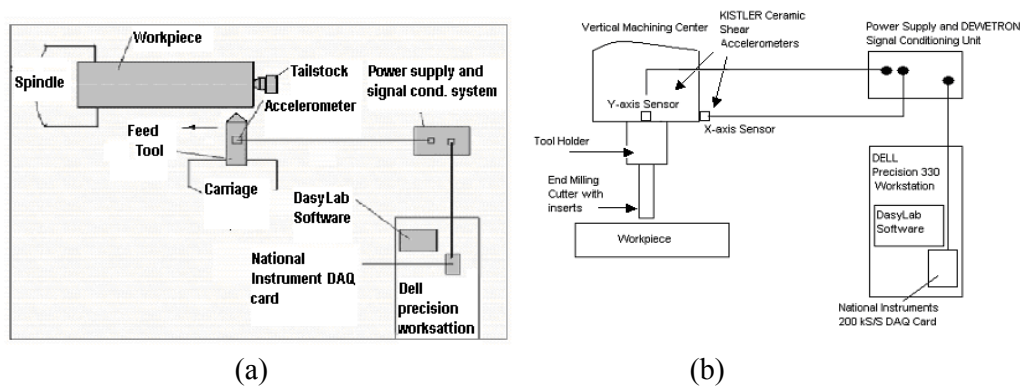 Workpiece
Spindle
Tailstock
Accelerometer
Power supply and
signal cond. system
Feed
Tool
Carriage
DasyLab
Software
National
Instrument DAQ
card
Dell
precision
worksattion
(a)
Vertical Machining Center
KISTLER Ceramic
Shear
Accelerometers
Power Supply and DEWETRON
Signal Conditioning Unit
Y-axis Sensor
X-axis Sensor
Tool Holder
End Milling
Cutter with
inserts
Workpiece
DELL
Precision 330
Workstation
DasyLab
Software
National Instruments
200 kS/S DAQ Card
(b)